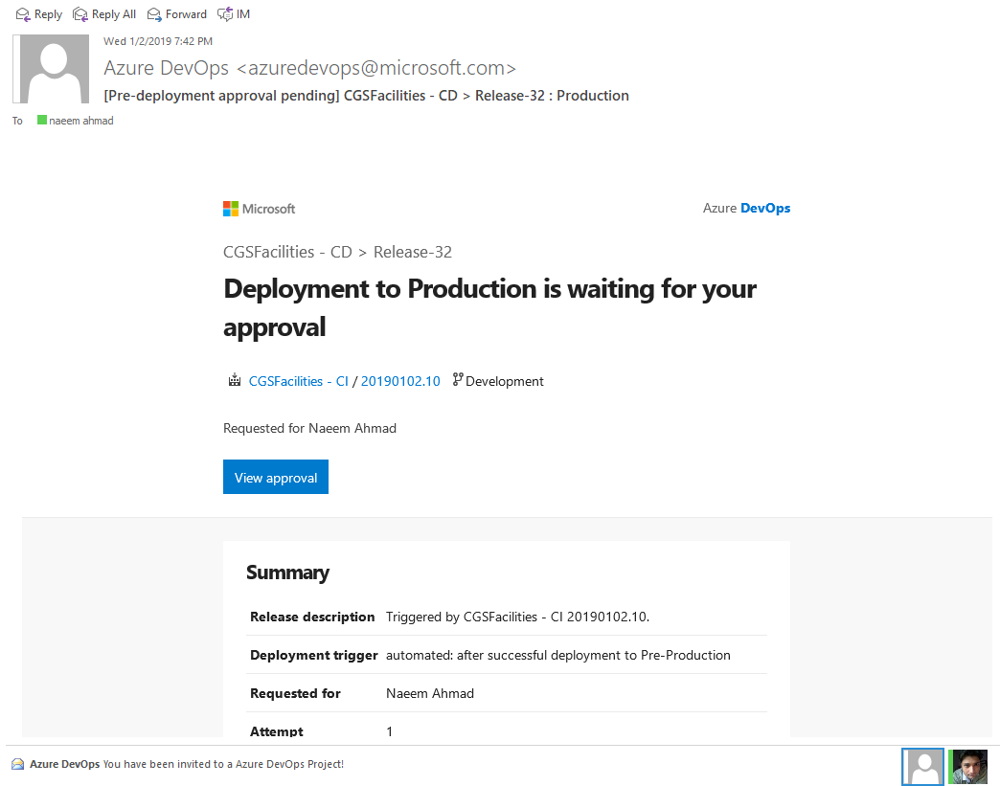 Reply Reply All Forward IM
Wed 1/2/2019 7:42 PM
Azure DevOps <azuredevops@microsoft.com>
[Pre-deployment approval pending] CGSFacilities - CD > Release-32 : Production
To naeem ahmad
Microsoft Azure DevOps
CGSFacilities - CD > Release-32
Deployment to Production is waiting for your
approval
CGSFacilities - CI / 20190102.10 Development
Requested for Naeem Ahmad
View approval
Summary
Release description Triggered by CGSFacilities - CI 20190102.10.
Deployment trigger automated: after successful deployment to Pre-Production
Requested for Naeem Ahmad
Attempt 1
Azure DevOps You have been invited to a Azure DevOps Project!